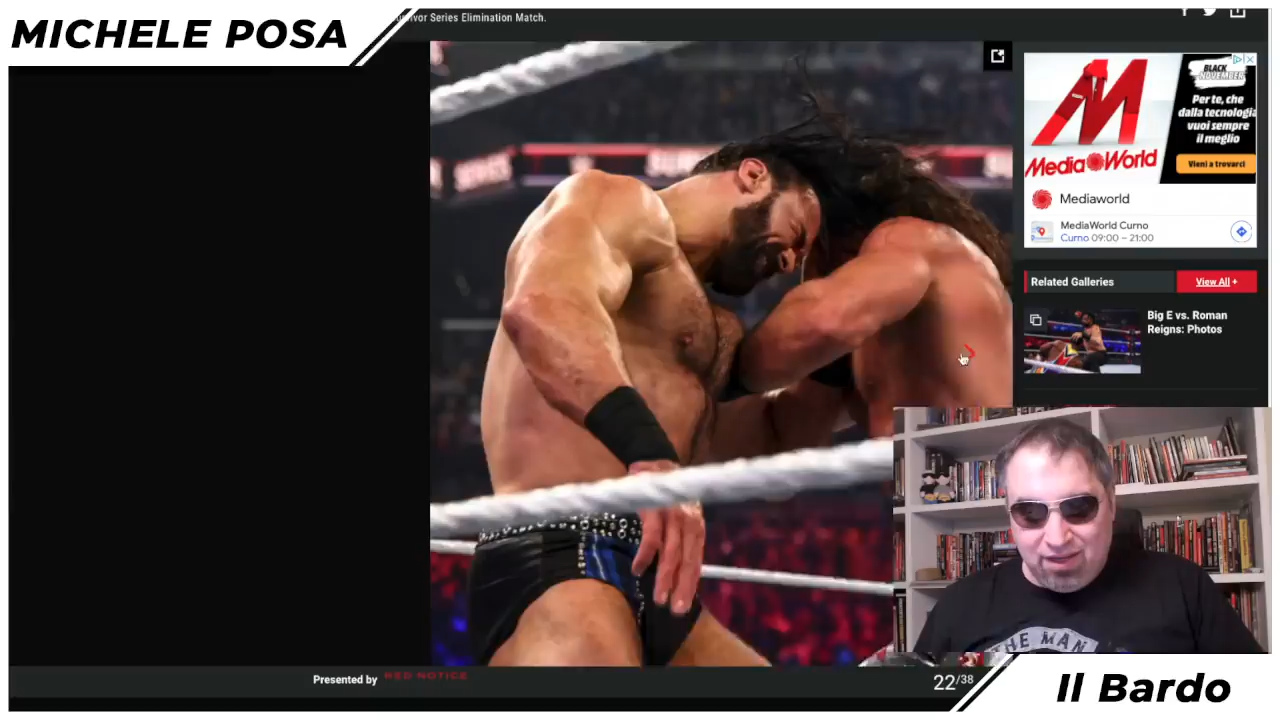 MICHELE POSA
Series Elimination Match.
BLACK
NOVEMBER
Per te, che
dalla tecnologia
vuoi sempre
il meglio
Vieni a trovarci
MediaWorld
Mediaworld
MediaWorld Curno
Curno 09:00 – 21:00
Related Galleries
View All +
Big E vs. Roman
Reigns: Photos
THE MAN
Presented by RED NOTICE
22/38
Il Bardo